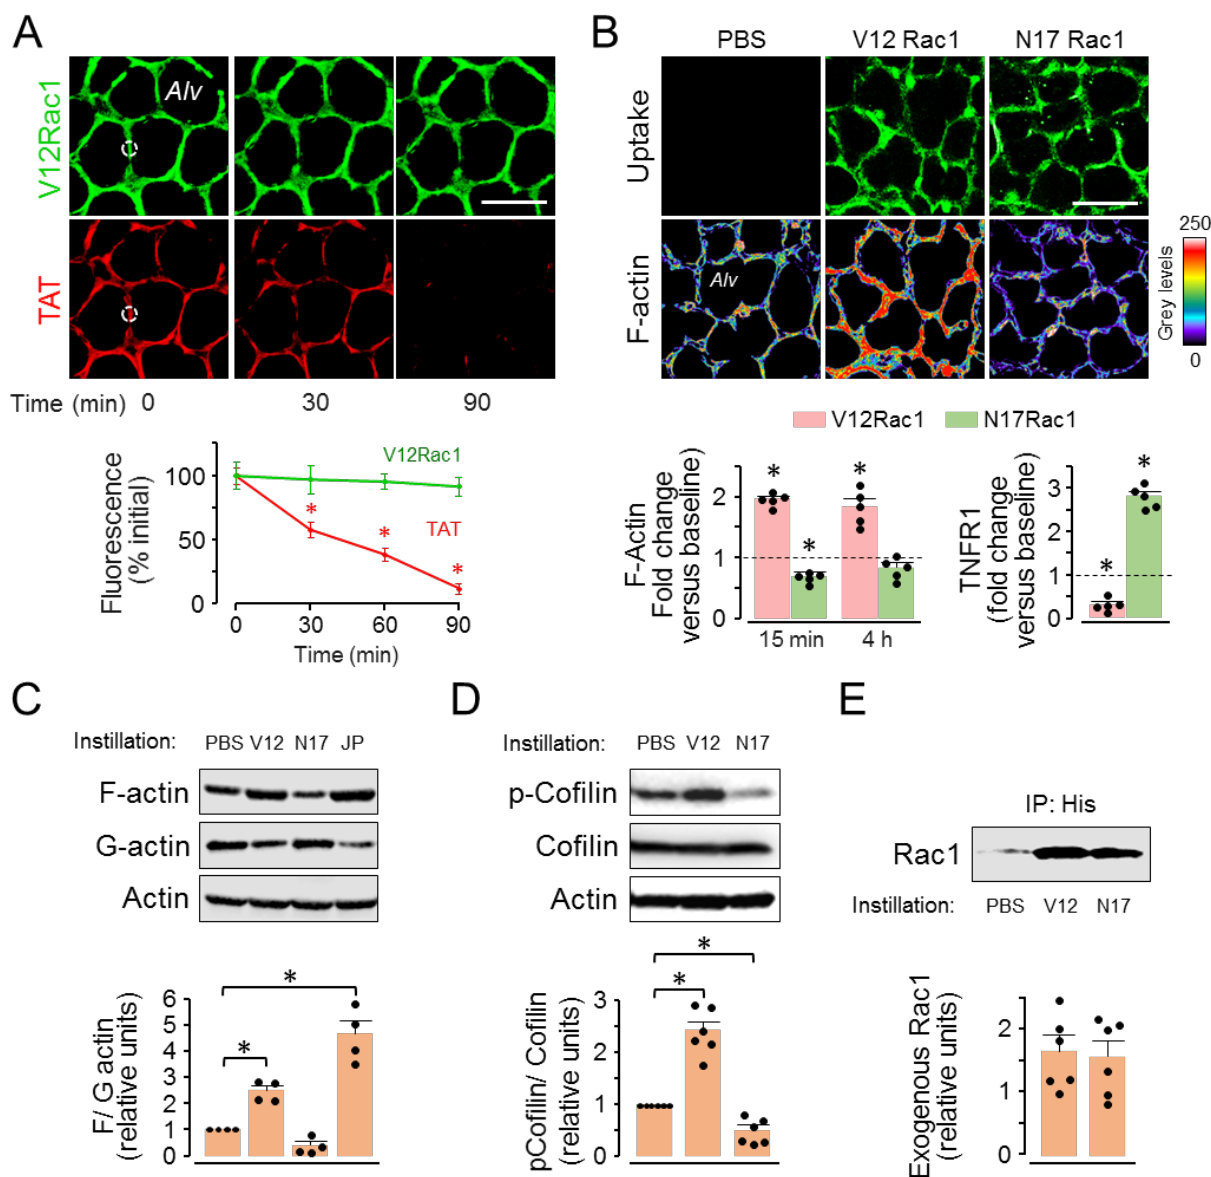 A
V12Rac1
Alv
TAT
Time (min) 0 30 90
Fluorescence
(% initial)
100
50
0
V12Rac1
TAT
*
*
*
0 30 60 90
Time (min)
B
PBS V12 Rac1 N17 Rac1
Uptake
F-actin
Alv
250
Grey levels
0
V12Rac1 N17Rac1
F-Actin
Fold change
versus baseline
2
1
0
*
*
*
15 min 4 h
TNFR1
(fold change
versus baseline)
3
2
1
0
*
*
C
Instillation: PBS V12 N17 JP
F-actin
G-actin
Actin
F/ G actin
(relative units)
6
5
4
3
2
1
0
*
*
D
Instillation: PBS V12 N17
p-Cofilin
Cofilin
Actin
pCofilin/ Cofilin
(relative units)
3
2
1
0
*
*
E
IP: His
Rac1
Instillation: PBS V12 N17
Exogenous Rac1
(relative units)
2
1
0